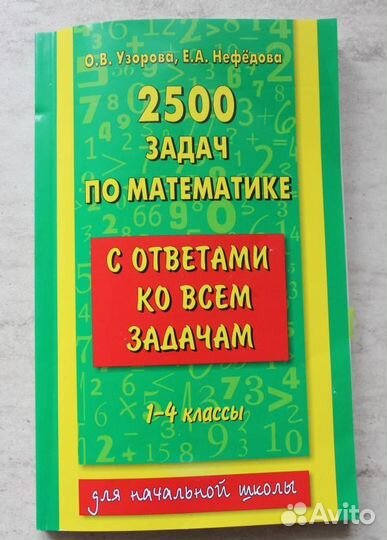 О.В. Узорова, Е.А. Нефёдова
2500
ЗАДАЧ
ПО МАТЕМАТИКЕ
С ОТВЕТАМИ
КО ВСЕМ
ЗАДАЧАМ
1–4 классы
для начальной школы
Avito